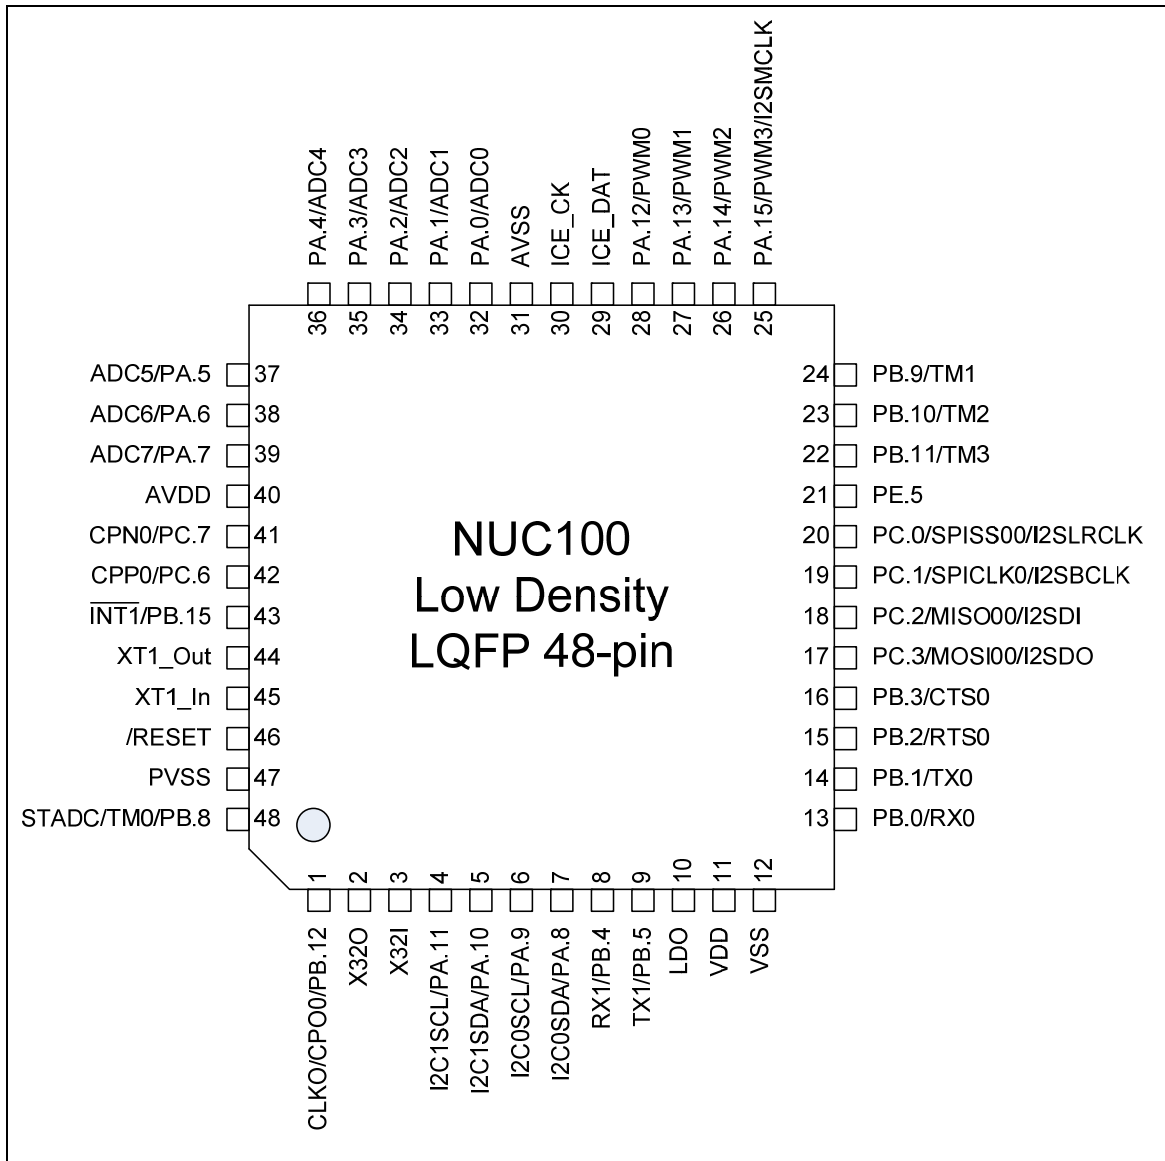 PA.4/ADC4
PA.3/ADC3
PA.2/ADC2
PA.1/ADC1
PA.0/ADC0
AVSS
ICE_CK
ICE_DAT
PA.12/PWM0
PA.13/PWM1
PA.14/PWM2
PA.15/PWM3/I2SMCLK
36
35
34
33
32
31
30
29
28
27
26
25
ADC5/PA.5 37
ADC6/PA.6 38
ADC7/PA.7 39
AVDD 40
CPN0/PC.7 41
CPP0/PC.6 42
INT1/PB.15 43
XT1_Out 44
XT1_In 45
/RESET 46
PVSS 47
STADC/TM0/PB.8 48
NUC100
Low Density
LQFP 48-pin
24 PB.9/TM1
23 PB.10/TM2
22 PB.11/TM3
21 PE.5
20 PC.0/SPISS00/I2SLRCLK
19 PC.1/SPICLK0/I2SBCLK
18 PC.2/MISO00/I2SDI
17 PC.3/MOSI00/I2SDO
16 PB.3/CTS0
15 PB.2/RTS0
14 PB.1/TX0
13 PB.0/RX0
1
2
3
4
5
6
7
8
9
10
11
12
CLKO/CPO0/PB.12
X32O
X32I
I2C1SCL/PA.11
I2C1SDA/PA.10
I2C0SCL/PA.9
I2C0SDA/PA.8
RX1/PB.4
TX1/PB.5
LDO
VDD
VSS